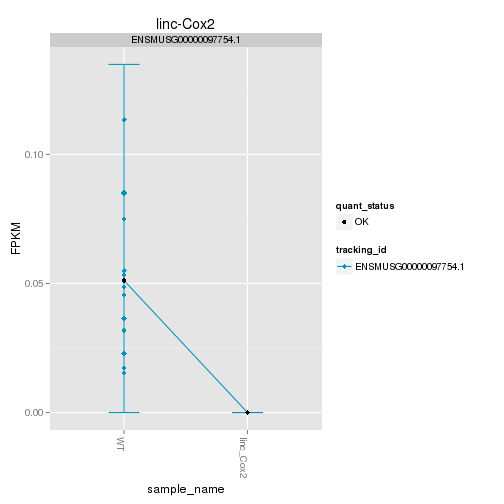 linc-Cox2
ENSMUSG00000097754.1
FPKM
0.10
0.05
0.00
WT
linc_Cox2
sample_name
quant_status
OK
tracking_id
ENSMUSG00000097754.1